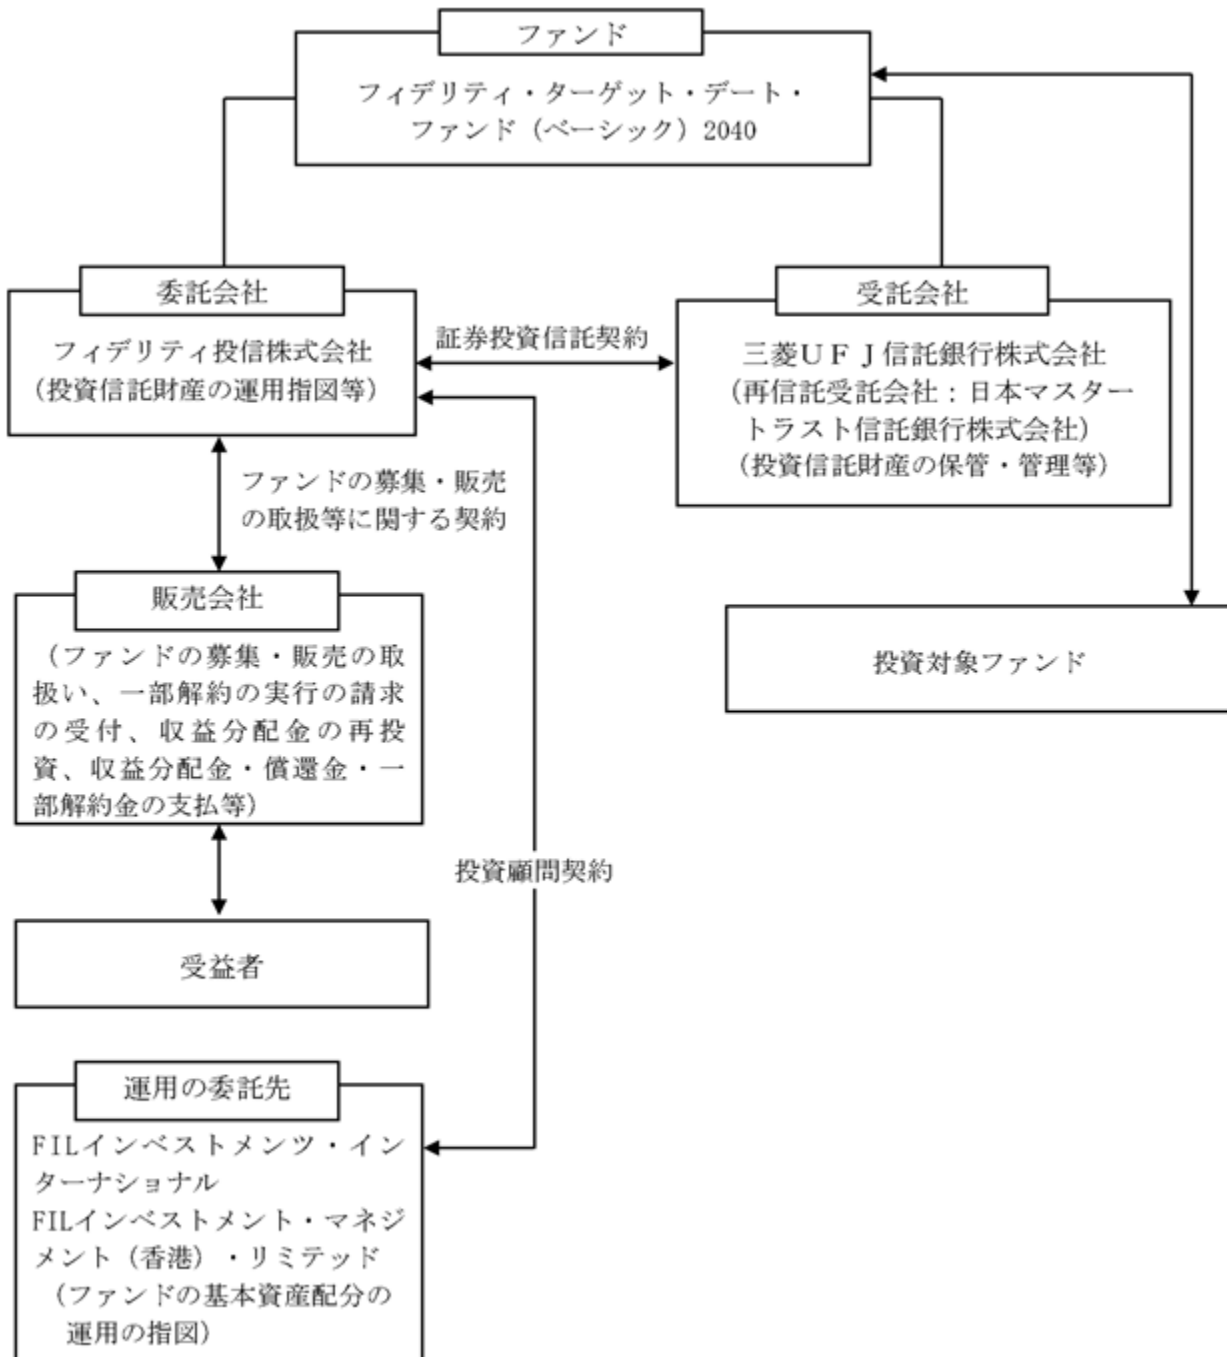 ファンド
フィデリティ・ターゲット・デート・
ファンド（ベーシック）2040
委託会社
フィデリティ投信株式会社
（投資信託財産の運用指図等）
証券投資信託契約
受託会社
三菱ＵＦＪ信託銀行株式会社
（再信託受託会社：日本マスター
トラスト信託銀行株式会社）
（投資信託財産の保管・管理等）
ファンドの募集・販売
の取扱等に関する契約
販売会社
（ファンドの募集・販売の取
扱い、一部解約の実行の請求
の受付、収益分配金の再投
資、収益分配金・償還金・一
部解約金の支払等）
投資対象ファンド
投資顧問契約
受益者
運用の委託先
FILインベストメンツ・イン
ターナショナル
FILインベストメント・マネジ
メント（香港）・リミテッド
（ファンドの基本資産配分の
運用の指図）